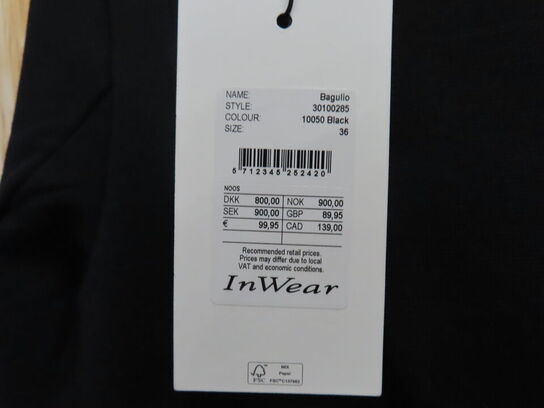 NAME: Bagulio
STYLE: 30100285
COLOUR: 10050 Black
SIZE: 36
5 712345 252420
NOOS
DKK 800,00 NOK 900,00
SEK 900,00 GBP 89,95
€ 99,95 CAD 139,00
Recommended retail prices.
Prices may differ due to local
VAT and economic conditions.
InWear
FSC
MIX
Paper